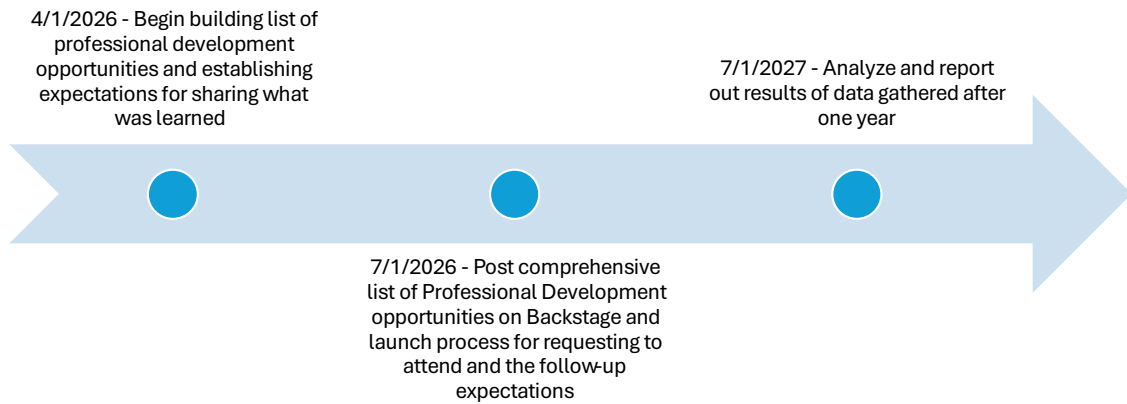 4/1/2026 - Begin building list of
professional development
opportunities and establishing
expectations for sharing what
was learned
7/1/2026 - Post comprehensive
list of Professional Development
opportunities on Backstage and
launch process for requesting to
attend and the follow-up
expectations
7/1/2027 - Analyze and report
out results of data gathered after
one year